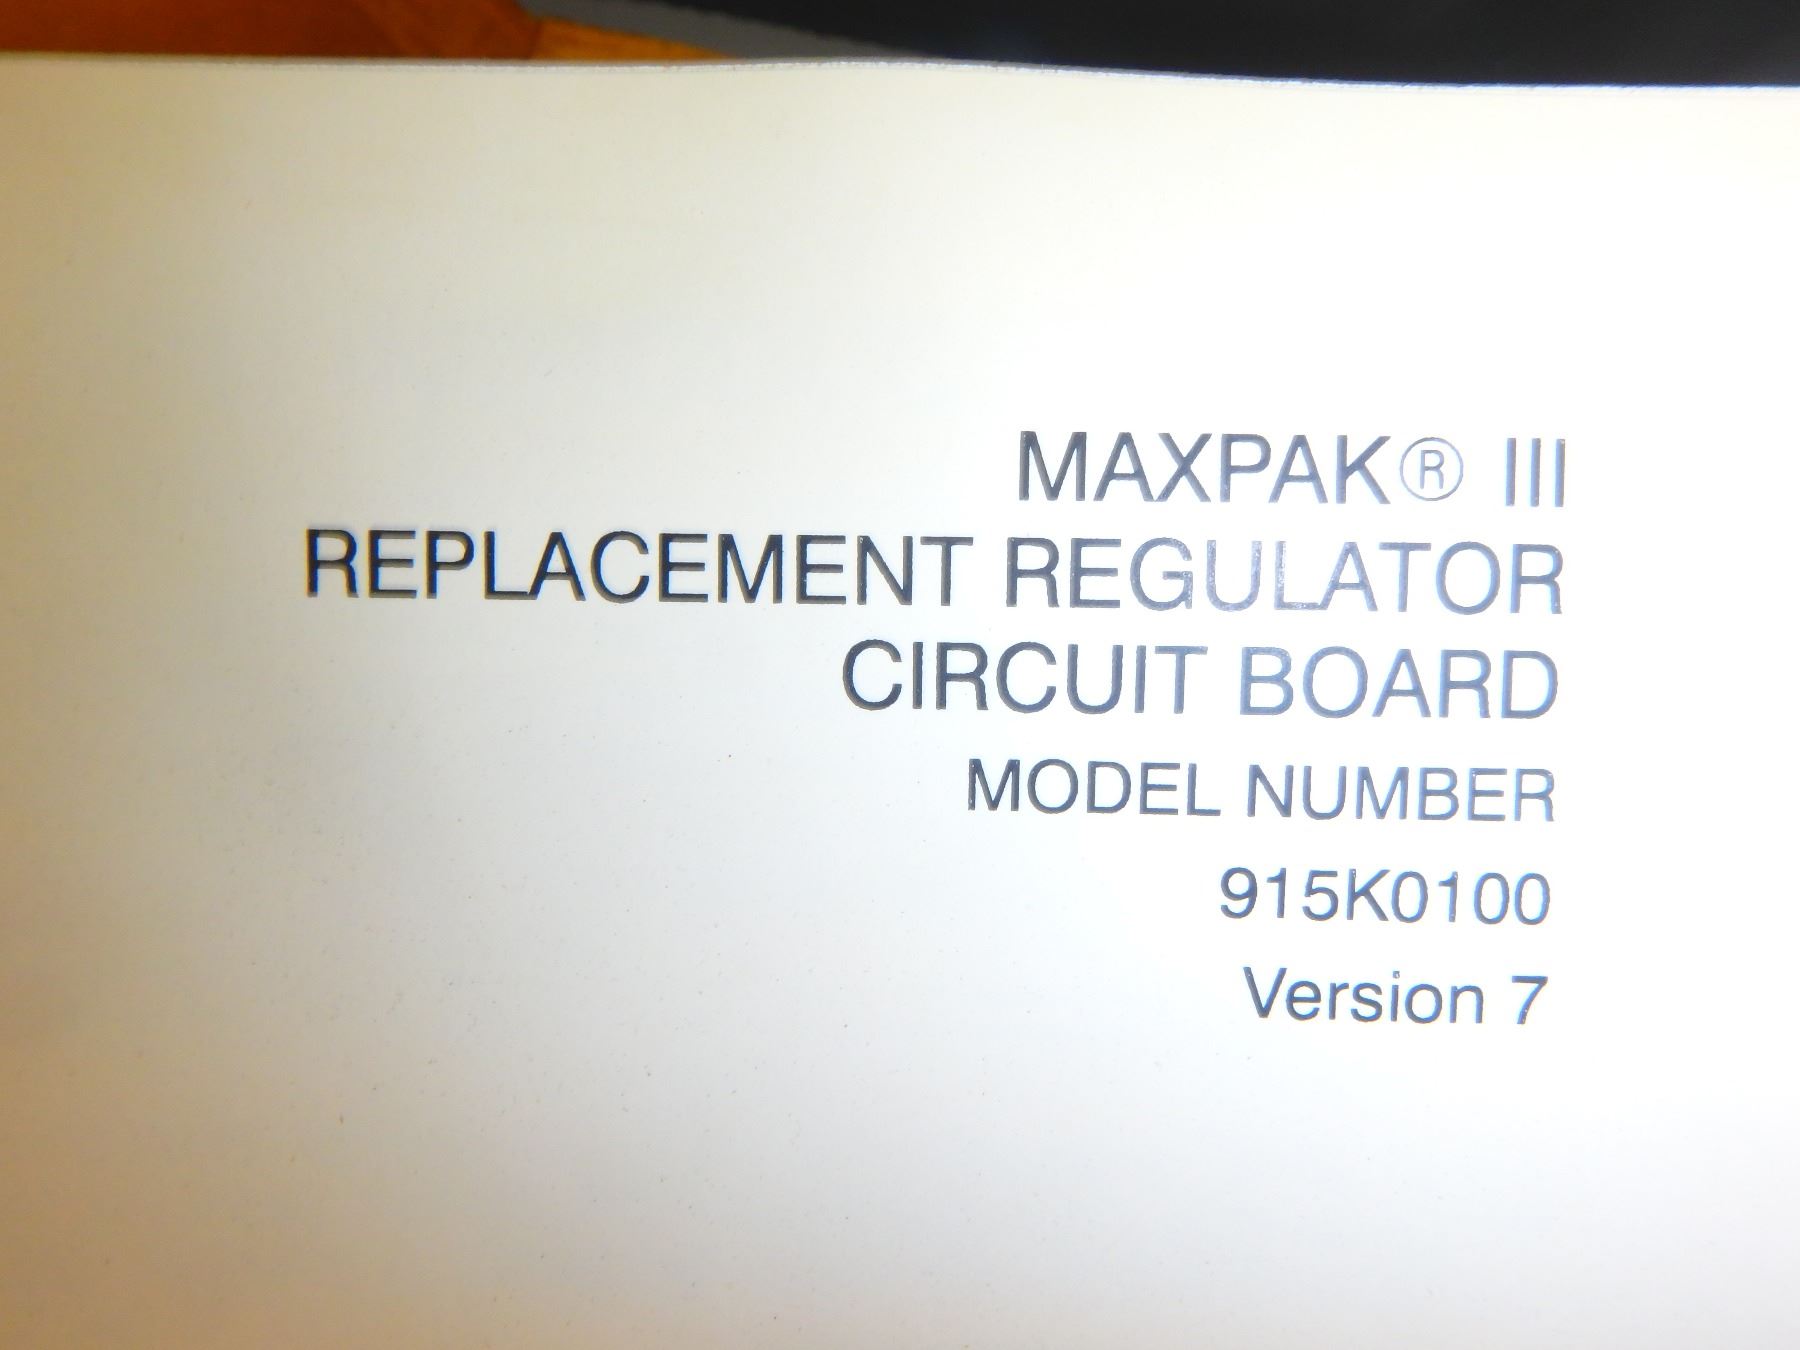 MAXPAK® III
REPLACEMENT REGULATOR
CIRCUIT BOARD
MODEL NUMBER
915K0100
Version 7